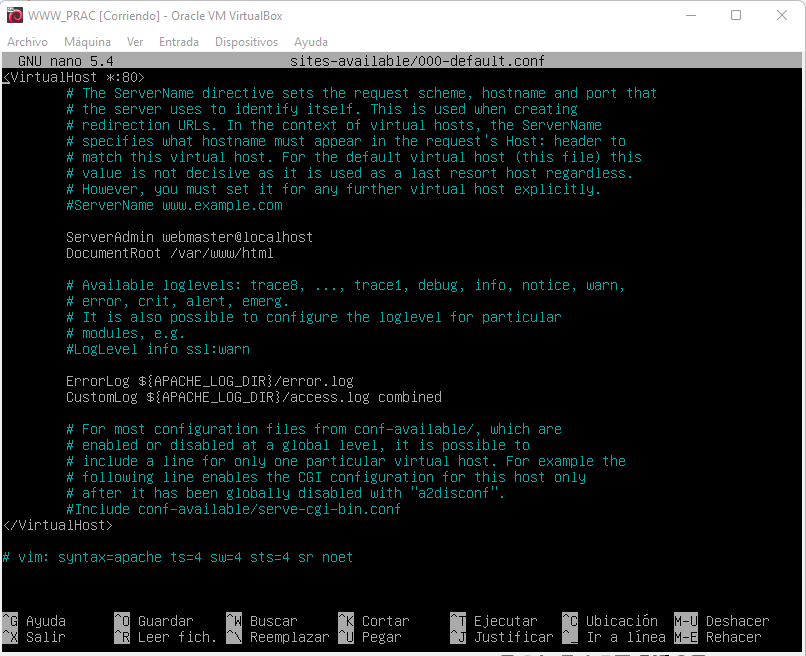 WWW_PRAC [Corriendo] - Oracle VM VirtualBox
Archivo Máquina Ver Entrada Dispositivos Ayuda
GNU nano 5.4 sites-available/000-default.conf
<VirtualHost *:80>
# The ServerName directive sets the request scheme, hostname and port that
# the server uses to identify itself. This is used when creating
# redirection URLs. In the context of virtual hosts, the ServerName
# specifies what hostname must appear in the request's Host: header to
# match this virtual host. For the default virtual host (this file) this
# value is not decisive as it is used as a last resort host regardless.
# However, you must set it for any further virtual host explicitly.
#ServerName www.example.com
ServerAdmin webmaster@localhost
DocumentRoot /var/www/html
# Available loglevels: trace8, ..., trace1, debug, info, notice, warn,
# error, crit, alert, emerg.
# It is also possible to configure the loglevel for particular
# modules, e.g.
#LogLevel info ssl:warn
ErrorLog ${APACHE_LOG_DIR}/error.log
CustomLog ${APACHE_LOG_DIR}/access.log combined
# For most configuration files from conf-available/, which are
# enabled or disabled at a global level, it is possible to
# include a line for only one particular virtual host. For example the
# following line enables the CGI configuration for this host only
# after it has been globally disabled with "a2disconf".
#Include conf-available/serve-cgi-bin.conf
</VirtualHost>
# vim: syntax=apache ts=4 sw=4 sts=4 sr noet
^G Ayuda ^O Guardar ^W Buscar ^K Cortar ^T Ejecutar ^C Ubicación M-U Deshacer
^X Salir ^R Leer fich. ^\ Reemplazar ^U Pegar ^J Justificar ^_ Ir a línea M-E Rehacer